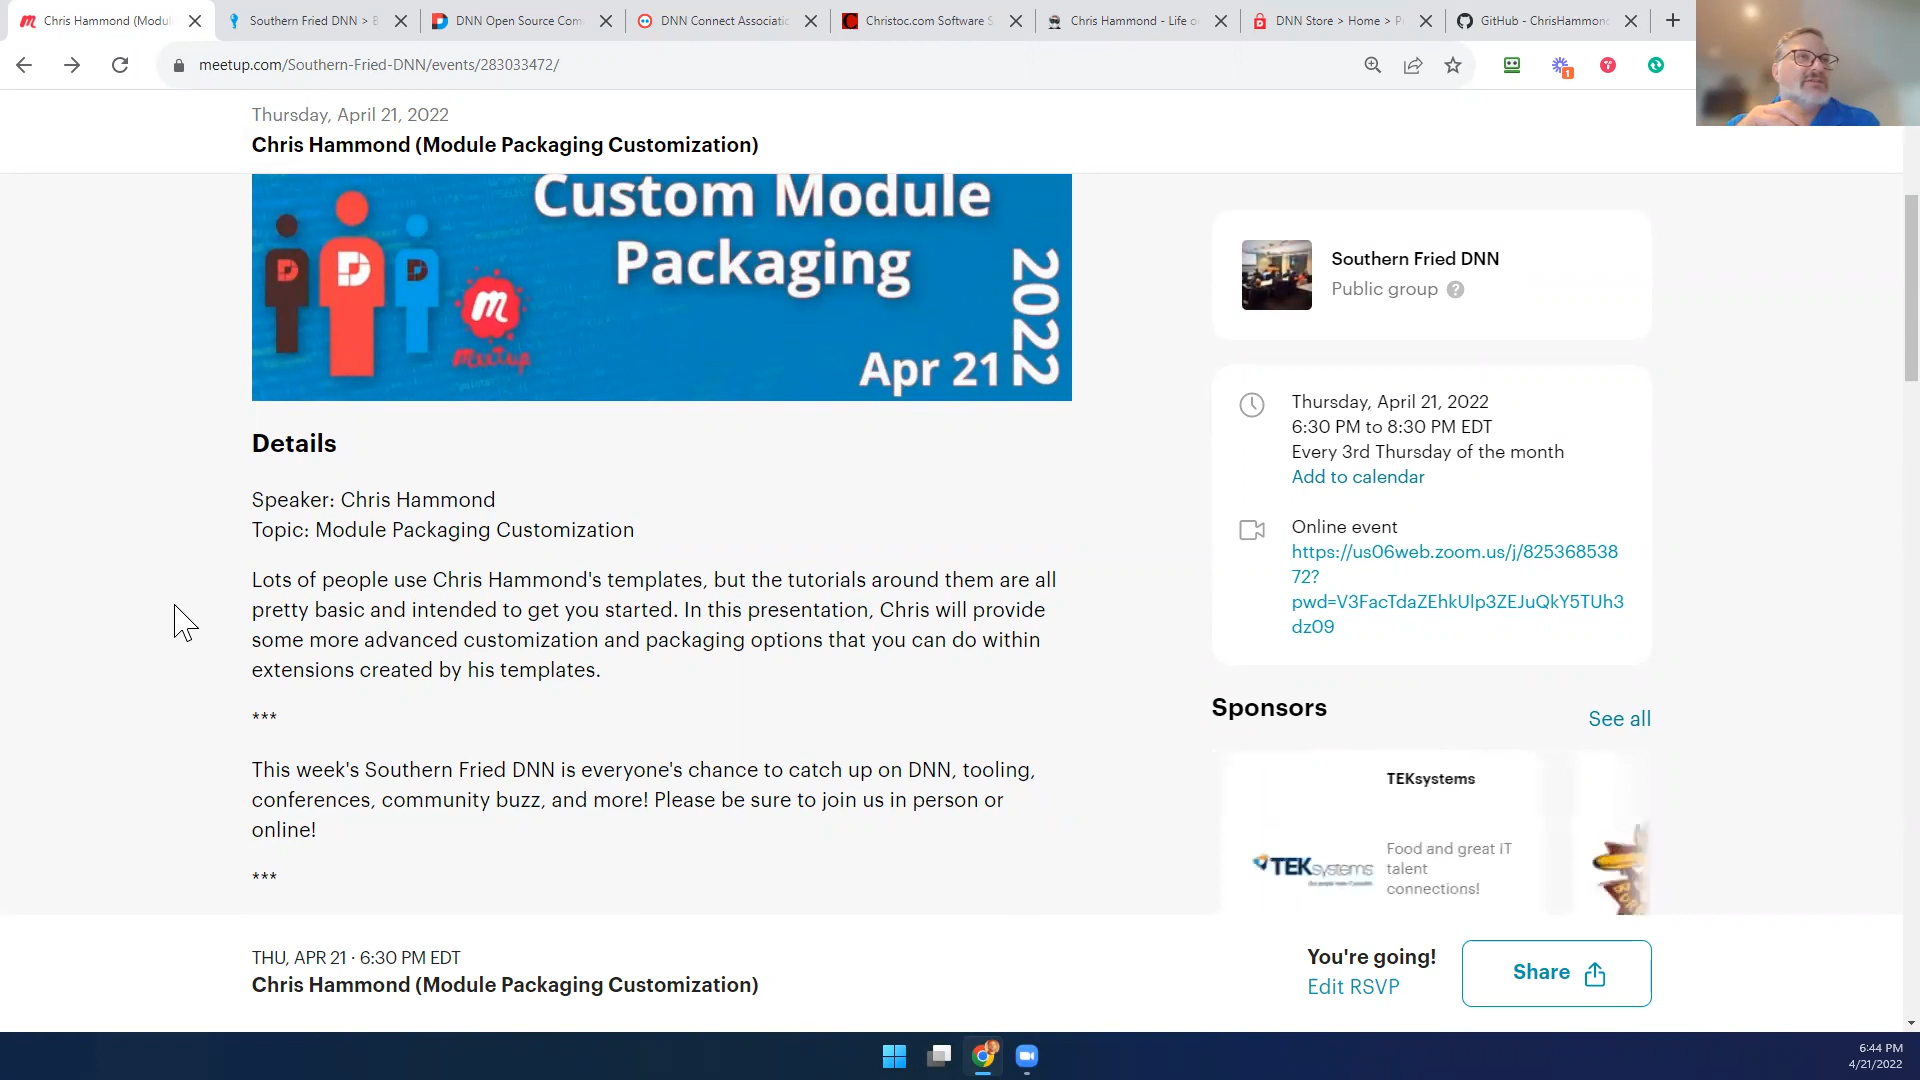 Chris Hammond (Modul
Southern Fried DNN > B
DNN Open Source Com
DNN Connect Associatio
Christoc.com Software S
Chris Hammond - Life o
DNN Store > Home > P
GitHub - ChrisHammond
meetup.com/Southern-Fried-DNN/events/283033472/
1
Thursday, April 21, 2022
Chris Hammond (Module Packaging Customization)
Custom Module
Packaging
2022
Apr 21
Meetup
Southern Fried DNN
Public group
Thursday, April 21, 2022
6:30 PM to 8:30 PM EDT
Every 3rd Thursday of the month
Add to calendar
Online event
https://us06web.zoom.us/j/825368538
72?
pwd=V3FacTdaZEhkUlp3ZEJuQkY5TUh3
dz09
Details
Speaker: Chris Hammond
Topic: Module Packaging Customization
Lots of people use Chris Hammond's templates, but the tutorials around them are all
pretty basic and intended to get you started. In this presentation, Chris will provide
some more advanced customization and packaging options that you can do within
extensions created by his templates.
***
This week's Southern Fried DNN is everyone's chance to catch up on DNN, tooling,
conferences, community buzz, and more! Please be sure to join us in person or
online!
***
Sponsors
See all
TEKsystems
TEKsystems
Food and great IT
talent
connections!
THU, APR 21 · 6:30 PM EDT
Chris Hammond (Module Packaging Customization)
You're going!
Edit RSVP
Share
6:44 PM
4/21/2022